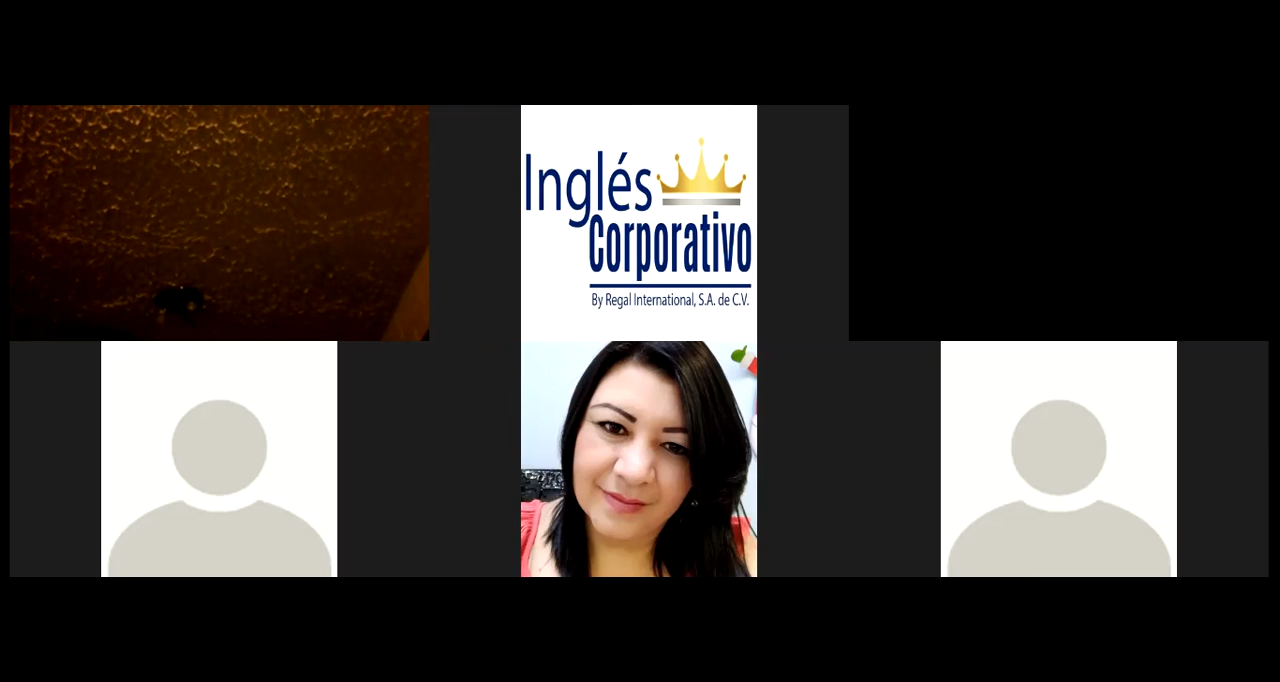 Inglés
Corporativo
By Regal International, S.A. de C.V.